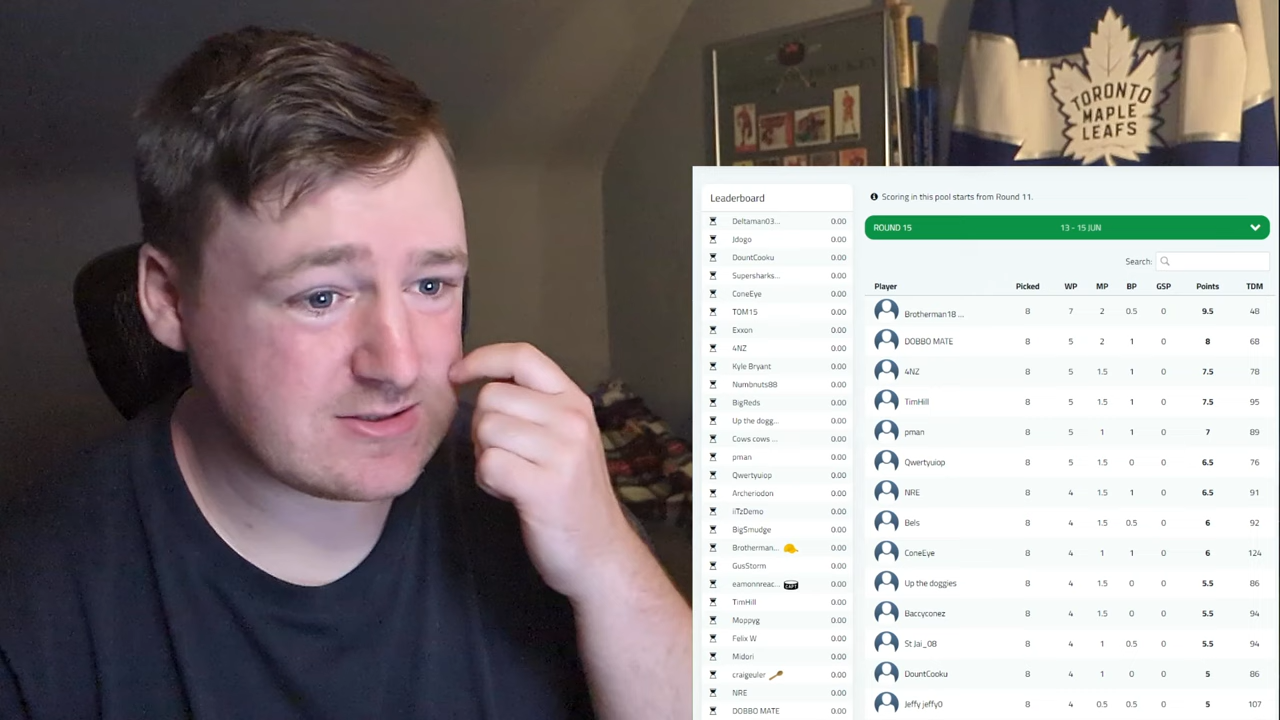 TORONTO
MAPLE
LEAFS
Leaderboard
Deltaman03... 0.00
Jdogo 0.00
DountCooku 0.00
Supersharks... 0.00
ConeEye 0.00
TOM15 0.00
Exxon 0.00
4NZ 0.00
Kyle Bryant 0.00
Numbnuts88 0.00
BigReds 0.00
Up the dogg... 0.00
Cows cows ... 0.00
pman 0.00
Qwertyuiop 0.00
Archeriodon 0.00
iiTzDemo 0.00
BigSmudge 0.00
Brotherman... 0.00
GusStorm 0.00
eamonnreac... 0.00
TimHill 0.00
Moppyg 0.00
Felix W 0.00
Midori 0.00
craigeuler 0.00
NRE 0.00
DOBBO MATE 0.00
Scoring in this pool starts from Round 11.
ROUND 15 13 - 15 JUN
Search:
Player Picked WP MP BP GSP Points TDM
Brotherman18 ... 8 7 2 0.5 0 9.5 48
DOBBO MATE 8 5 2 1 0 8 68
4NZ 8 5 1.5 1 0 7.5 78
TimHill 8 5 1.5 1 0 7.5 95
pman 8 5 1 1 0 7 89
Qwertyuiop 8 5 1.5 0 0 6.5 76
NRE 8 4 1.5 1 0 6.5 91
Bels 8 4 1.5 0.5 0 6 92
ConeEye 8 4 1 1 0 6 124
Up the doggies 8 4 1.5 0 0 5.5 86
Baccyconez 8 4 1.5 0 0 5.5 94
St Jai_08 8 4 1 0.5 0 5.5 94
DountCooku 8 4 1 0 0 5 86
Jeffy jeffy0 8 4 0.5 0.5 0 5 107